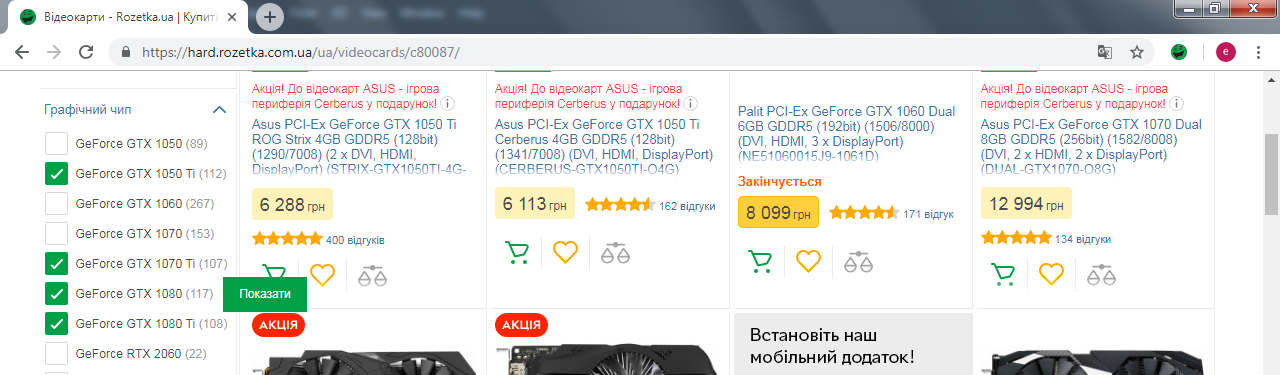 Відеокарти - Rozetka.ua | Купити
https://hard.rozetka.com.ua/ua/videocards/c80087/
e
Графічний чип
GeForce GTX 1050 (89)
GeForce GTX 1050 Ti (112)
GeForce GTX 1060 (267)
GeForce GTX 1070 (153)
GeForce GTX 1070 Ti (107)
GeForce GTX 1080 (117)
GeForce GTX 1080 Ti (108)
GeForce RTX 2060 (22)
Показати
Акція! До відеокарт ASUS - ігрова
периферія Cerberus у подарунок! i
Asus PCI-Ex GeForce GTX 1050 Ti
ROG Strix 4GB GDDR5 (128bit)
(1290/7008) (2 x DVI, HDMI,
DisplayPort) (STRIX-GTX1050TI-4G-
6 288 грн
400 відгуків
Акція! До відеокарт ASUS - ігрова
периферія Cerberus у подарунок! i
Asus PCI-Ex GeForce GTX 1050 Ti
Cerberus 4GB GDDR5 (128bit)
(1341/7008) (DVI, HDMI, DisplayPort)
(CERBERUS-GTX1050TI-O4G)
6 113 грн
162 відгуки
Palit PCI-Ex GeForce GTX 1060 Dual
6GB GDDR5 (192bit) (1506/8000)
(DVI, HDMI, 3 x DisplayPort)
(NE51060015J9-1061D)
Закінчується
8 099 грн
171 відгук
Акція! До відеокарт ASUS - ігрова
периферія Cerberus у подарунок! i
Asus PCI-Ex GeForce GTX 1070 Dual
8GB GDDR5 (256bit) (1582/8008)
(DVI, 2 x HDMI, 2 x DisplayPort)
(DUAL-GTX1070-O8G)
12 994 грн
134 відгуки
АКЦІЯ
АКЦІЯ
Встановіть наш
мобільний додаток!